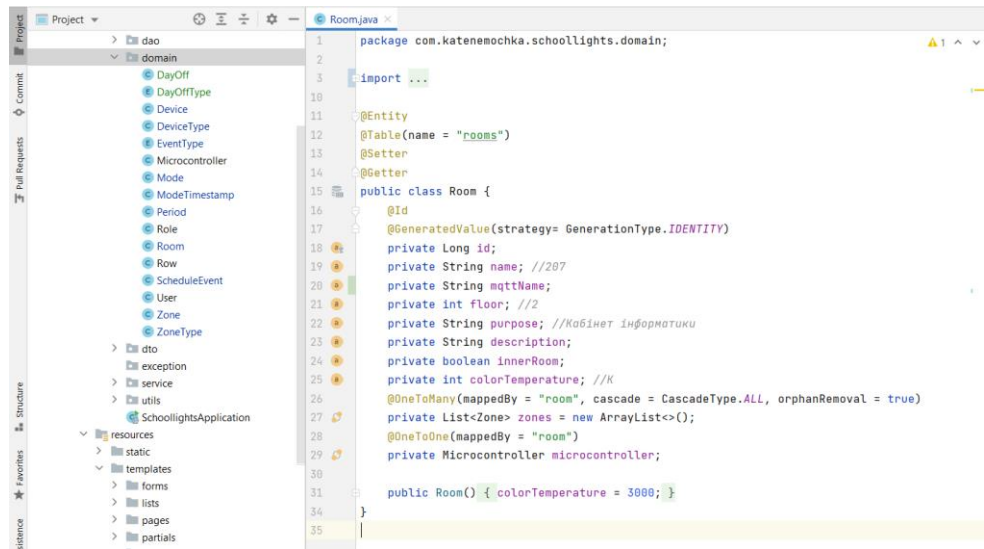 Project
Room.java
Project
Commit
Pull Requests
Structure
Favorites
sistence
dao
domain
DayOff
DayOffType
Device
DeviceType
EventType
Microcontroller
Mode
ModeTimestamp
Period
Role
Room
Row
ScheduleEvent
User
Zone
ZoneType
dto
exception
service
utils
SchoollightsApplication
resources
static
templates
forms
lists
pages
partials
1
1 package com.katenemochka.schoollights.domain;
2
3 import ...
10
11 @Entity
12 @Table(name = "rooms")
13 @Setter
14 @Getter
15 public class Room {
16 @Id
17 @GeneratedValue(strategy= GenerationType.IDENTITY)
18 private Long id;
19 private String name; //207
20 private String mqttName;
21 private int floor; //2
22 private String purpose; //Кабінет інформатики
23 private String description;
24 private boolean innerRoom;
25 private int colorTemperature; //K
26 @OneToMany(mappedBy = "room", cascade = CascadeType.ALL, orphanRemoval = true)
27 private List<Zone> zones = new ArrayList<>();
28 @OneToOne(mappedBy = "room")
29 private Microcontroller microcontroller;
30
31 public Room() { colorTemperature = 3000; }
34 }
35